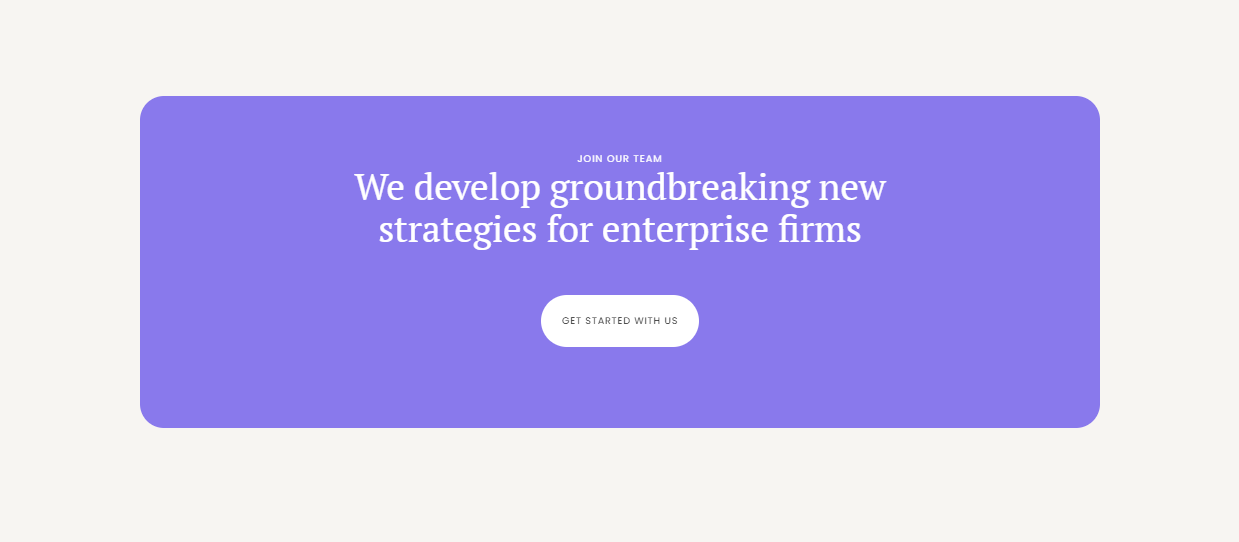 JOIN OUR TEAM
We develop groundbreaking new
strategies for enterprise firms
GET STARTED WITH US